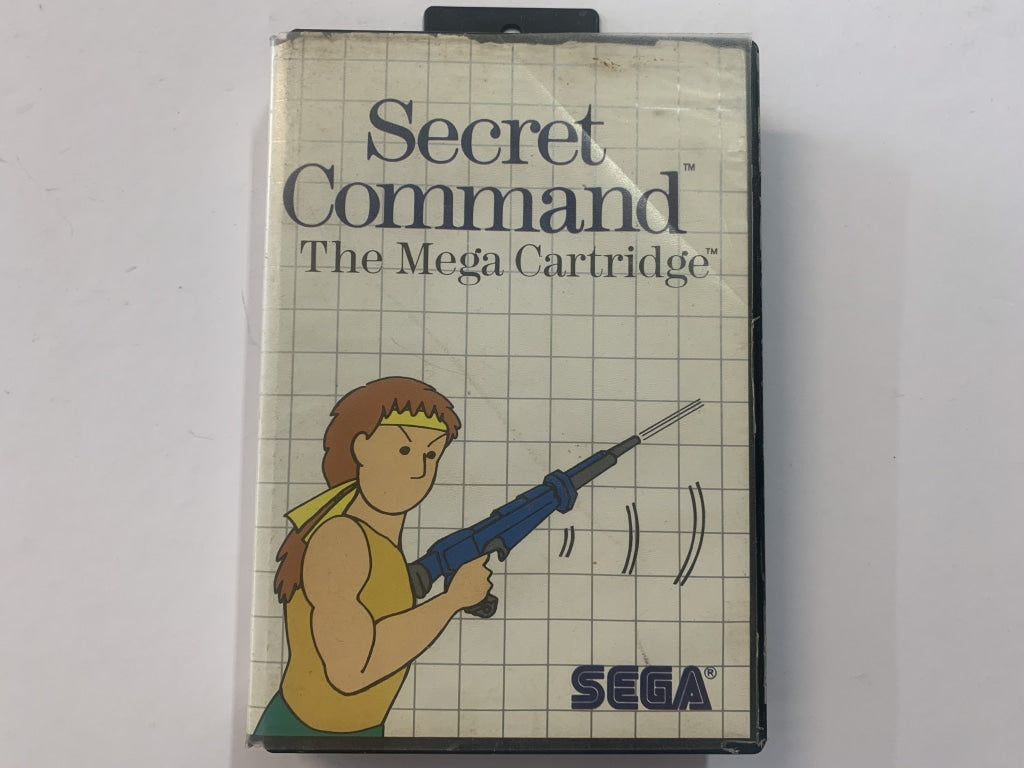 Secret
Command™
The Mega Cartridge™
SEGA®